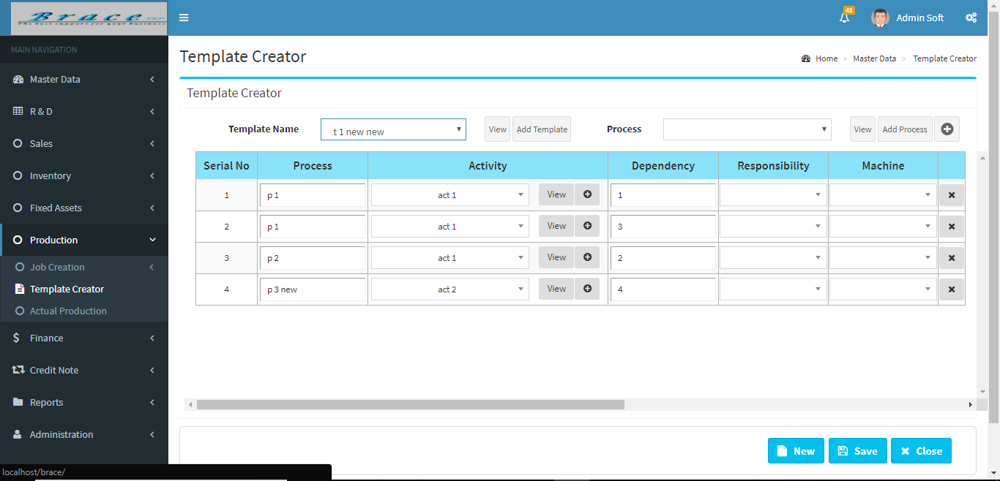 Brace ERP
The best support for your business
41
Admin Soft
MAIN NAVIGATION
Master Data
R & D
Sales
Inventory
Fixed Assets
Production
Job Creation
Template Creator
Actual Production
Finance
Credit Note
Reports
Administration
localhost/brace/
Template Creator
Home > Master Data > Template Creator
Template Creator
Template Name t 1 new new View Add Template Process View Add Process
Serial No Process Activity Dependency Responsibility Machine
1 p 1 act 1 View 1
2 p 1 act 1 View 3
3 p 2 act 1 View 2
4 p 3 new act 2 View 4
New Save Close